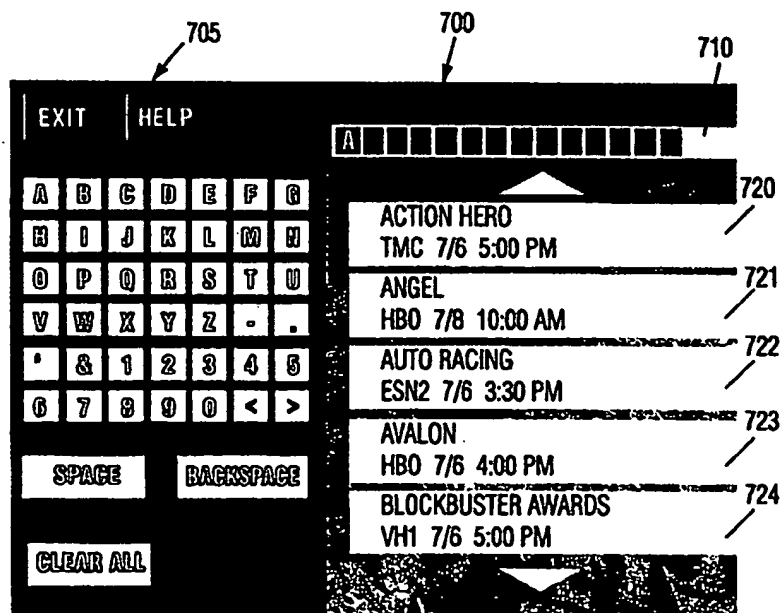 705
700
710
EXIT HELP
A
A B C D E F G
H I J K L M N
O P Q R S T U
V W X Y Z - .
' & 1 2 3 4 5
6 7 8 9 0 < >
SPACE BACKSPACE
CLEAR ALL
ACTION HERO
TMC 7/6 5:00 PM
720
ANGEL
HBO 7/8 10:00 AM
721
AUTO RACING
ESN2 7/6 3:30 PM
722
AVALON
HBO 7/6 4:00 PM
723
BLOCKBUSTER AWARDS
VH1 7/6 5:00 PM
724